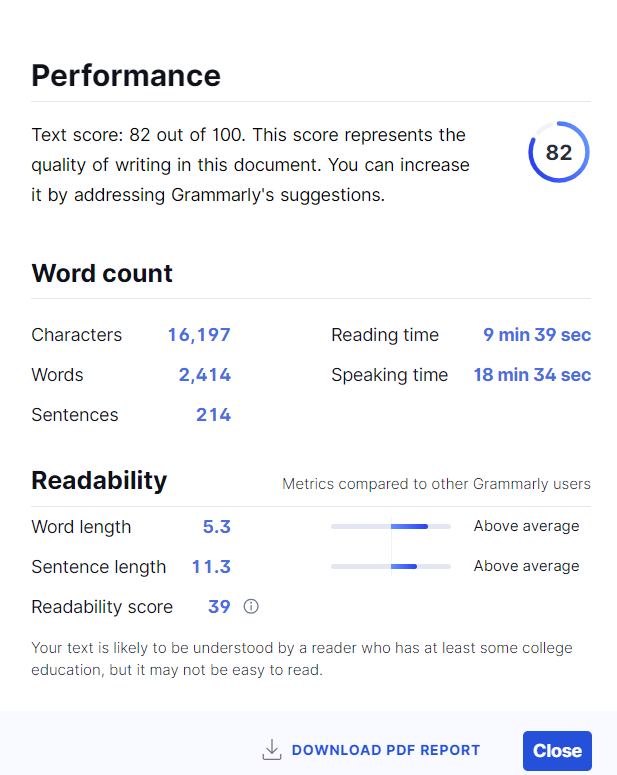 Performance
Text score: 82 out of 100. This score represents the
quality of writing in this document. You can increase
it by addressing Grammarly's suggestions.
82
Word count
Characters 16,197 Reading time 9 min 39 sec
Words 2,414 Speaking time 18 min 34 sec
Sentences 214
Readability Metrics compared to other Grammarly users
Word length 5.3 Above average
Sentence length 11.3 Above average
Readability score 39
Your text is likely to be understood by a reader who has at least some college
education, but it may not be easy to read.
DOWNLOAD PDF REPORT Close